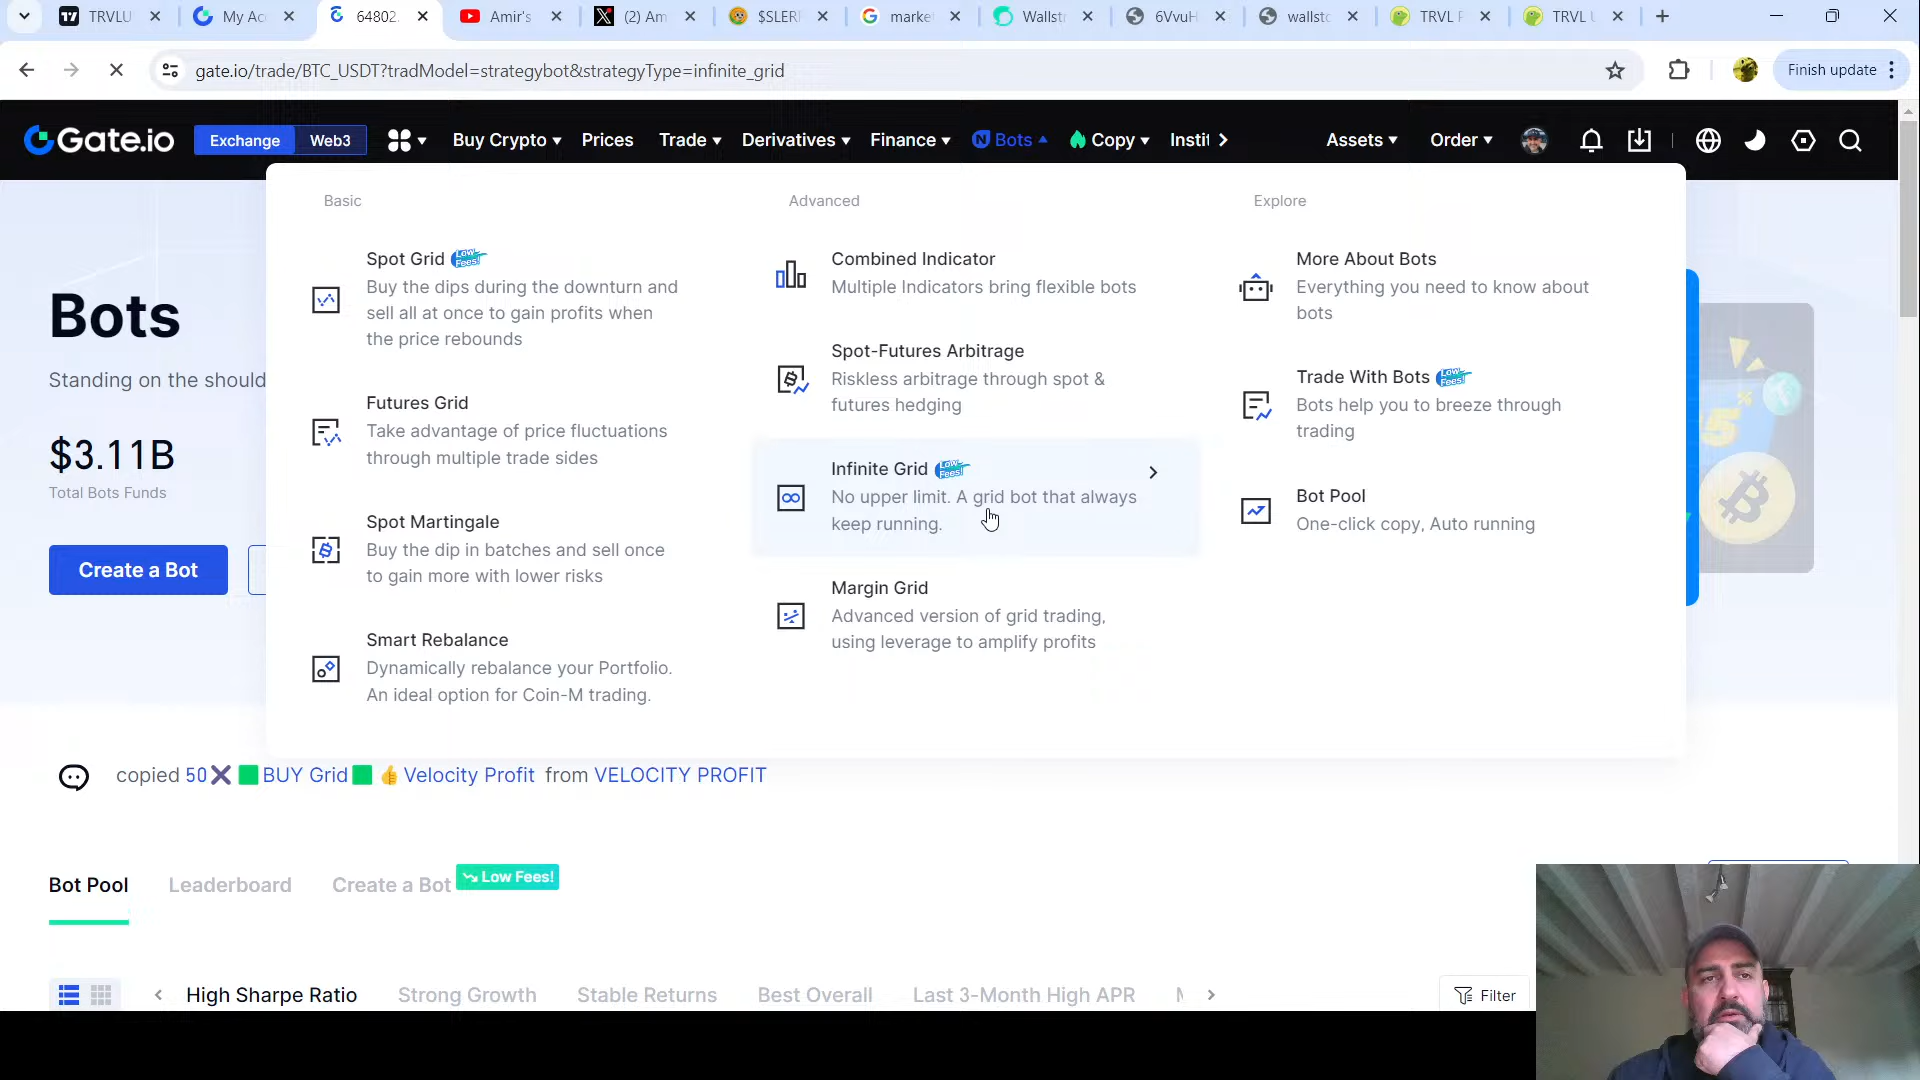 TRVLU
My Ac
64802
Amir's
(2) Am
$SLERF
marke
Wallst
6VvuH
wallstc
TRVL F
TRVL U
gate.io/trade/BTC_USDT?tradModel=strategybot&strategyType=infinite_grid
Finish update
Gate.io
Exchange
Web3
Buy Crypto
Prices
Trade
Derivatives
Finance
Bots
Copy
Instit
Assets
Order
Basic
Spot Grid Low Fees!
Buy the dips during the downturn and
sell all at once to gain profits when
the price rebounds
Futures Grid
Take advantage of price fluctuations
through multiple trade sides
Spot Martingale
Buy the dip in batches and sell once
to gain more with lower risks
Smart Rebalance
Dynamically rebalance your Portfolio.
An ideal option for Coin-M trading.
Advanced
Combined Indicator
Multiple Indicators bring flexible bots
Spot-Futures Arbitrage
Riskless arbitrage through spot &
futures hedging
Infinite Grid Low Fees!
No upper limit. A grid bot that always
keep running.
Margin Grid
Advanced version of grid trading,
using leverage to amplify profits
Explore
More About Bots
Everything you need to know about
bots
Trade With Bots Low Fees!
Bots help you to breeze through
trading
Bot Pool
One-click copy, Auto running
Bots
Standing on the should
$3.11B
Total Bots Funds
Create a Bot
copied 50❌🟩BUY Grid🟩👍Velocity Profit from VELOCITY PROFIT
Bot Pool
Leaderboard
Create a Bot
Low Fees!
High Sharpe Ratio
Strong Growth
Stable Returns
Best Overall
Last 3-Month High APR
Filter